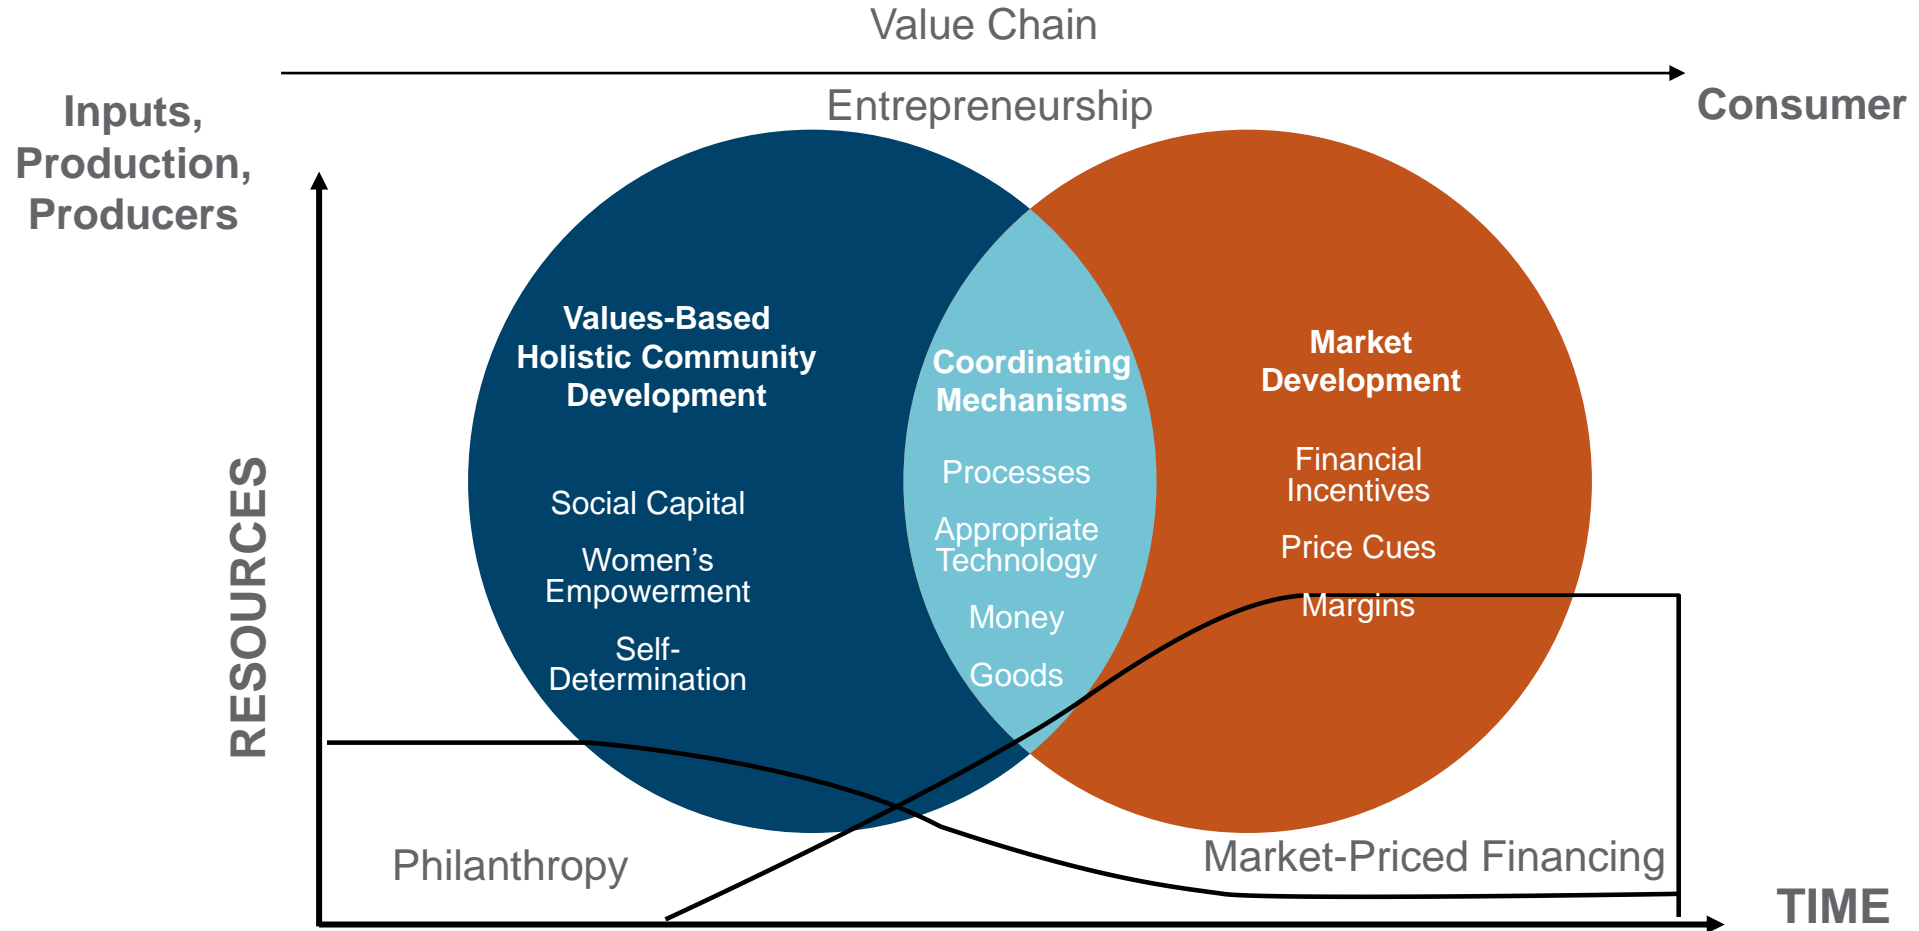 Value Chain
Entrepreneurship
Inputs,
Production,
Producers
Consumer
RESOURCES
Values-Based
Holistic Community
Development
Social Capital
Women’s
Empowerment
Self-
Determination
Coordinating
Mechanisms
Processes
Appropriate
Technology
Money
Goods
Market
Development
Financial
Incentives
Price Cues
Margins
Philanthropy
Market-Priced Financing
TIME